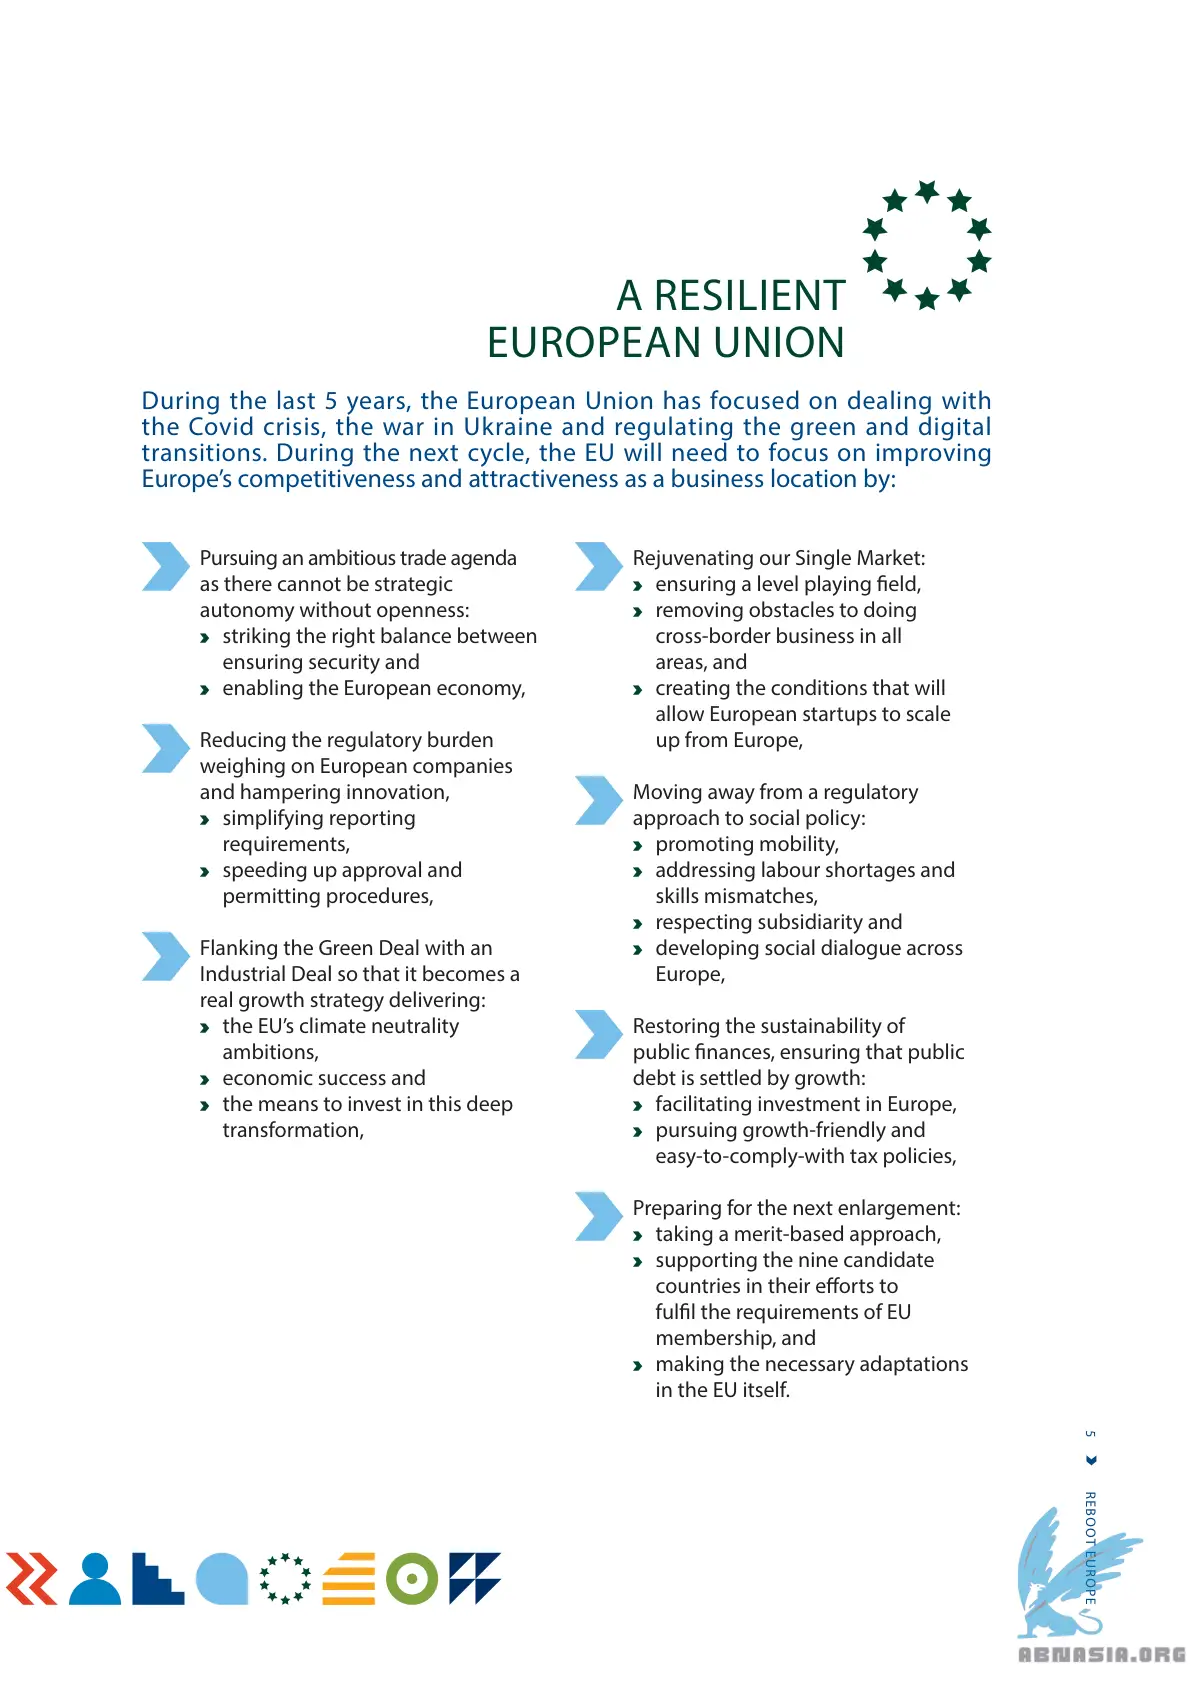 A RESILIENT
EUROPEAN UNION
During the last 5 years, the European Union has focused on dealing with
the Covid crisis, the war in Ukraine and regulating the green and digital
transitions. During the next cycle, the EU will need to focus on improving
Europe’s competitiveness and attractiveness as a business location by:
Pursuing an ambitious trade agenda
as there cannot be strategic
autonomy without openness:
striking the right balance between
ensuring security and
enabling the European economy,
Reducing the regulatory burden
weighing on European companies
and hampering innovation,
simplifying reporting
requirements,
speeding up approval and
permitting procedures,
Flanking the Green Deal with an
Industrial Deal so that it becomes a
real growth strategy delivering:
the EU’s climate neutrality
ambitions,
economic success and
the means to invest in this deep
transformation,
Rejuvenating our Single Market:
ensuring a level playing field,
removing obstacles to doing
cross-border business in all
areas, and
creating the conditions that will
allow European startups to scale
up from Europe,
Moving away from a regulatory
approach to social policy:
promoting mobility,
addressing labour shortages and
skills mismatches,
respecting subsidiarity and
developing social dialogue across
Europe,
Restoring the sustainability of
public finances, ensuring that public
debt is settled by growth:
facilitating investment in Europe,
pursuing growth-friendly and
easy-to-comply-with tax policies,
Preparing for the next enlargement:
taking a merit-based approach,
supporting the nine candidate
countries in their efforts to
fulfil the requirements of EU
membership, and
making the necessary adaptations
in the EU itself.
5 REBOOT EUROPE
ABNASIA.ORG